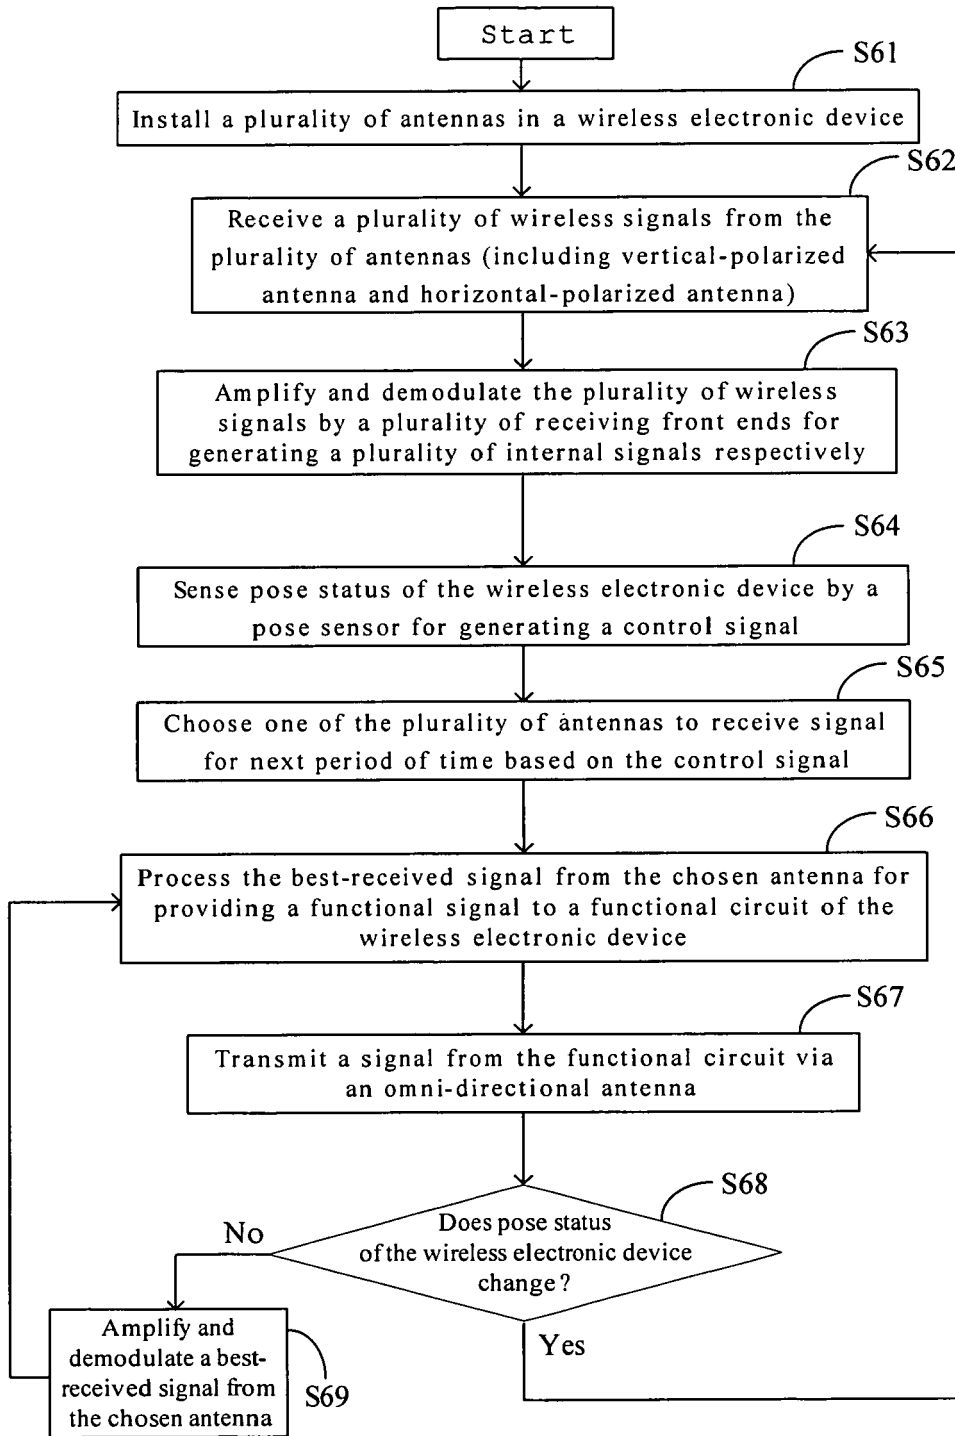 Start
S61
Install a plurality of antennas in a wireless electronic device
S62
Receive a plurality of wireless signals from the
plurality of antennas (including vertical-polarized
antenna and horizontal-polarized antenna)
S63
Amplify and demodulate the plurality of wireless
signals by a plurality of receiving front ends for
generating a plurality of internal signals respectively
S64
Sense pose status of the wireless electronic device by a
pose sensor for generating a control signal
S65
Choose one of the plurality of antennas to receive signal
for next period of time based on the control signal
S66
Process the best-received signal from the chosen antenna for
providing a functional signal to a functional circuit of the
wireless electronic device
S67
Transmit a signal from the functional circuit via
an omni-directional antenna
S68
Does pose status
of the wireless electronic device
change?
No
Yes
Amplify and
demodulate a best-
received signal from
the chosen antenna
S69